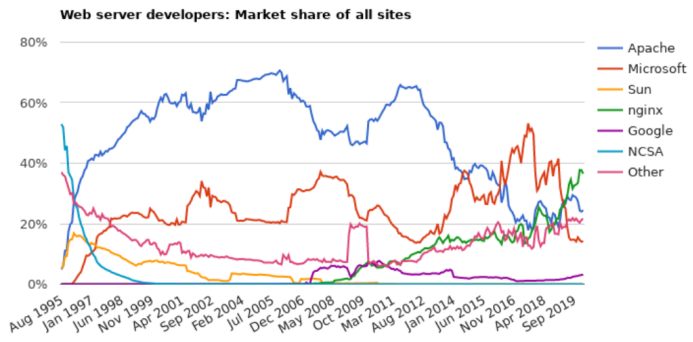 Web server developers: Market share of all sites
80%
60%
40%
20%
0%
Apache
Microsoft
Sun
nginx
Google
NCSA
Other
Aug 1995
Jan 1997
Jun 1998
Nov 1999
Apr 2001
Sep 2002
Feb 2004
Jul 2005
Dec 2006
May 2008
Oct 2009
Mar 2011
Aug 2012
Jan 2014
Jun 2015
Nov 2016
Apr 2018
Sep 2019